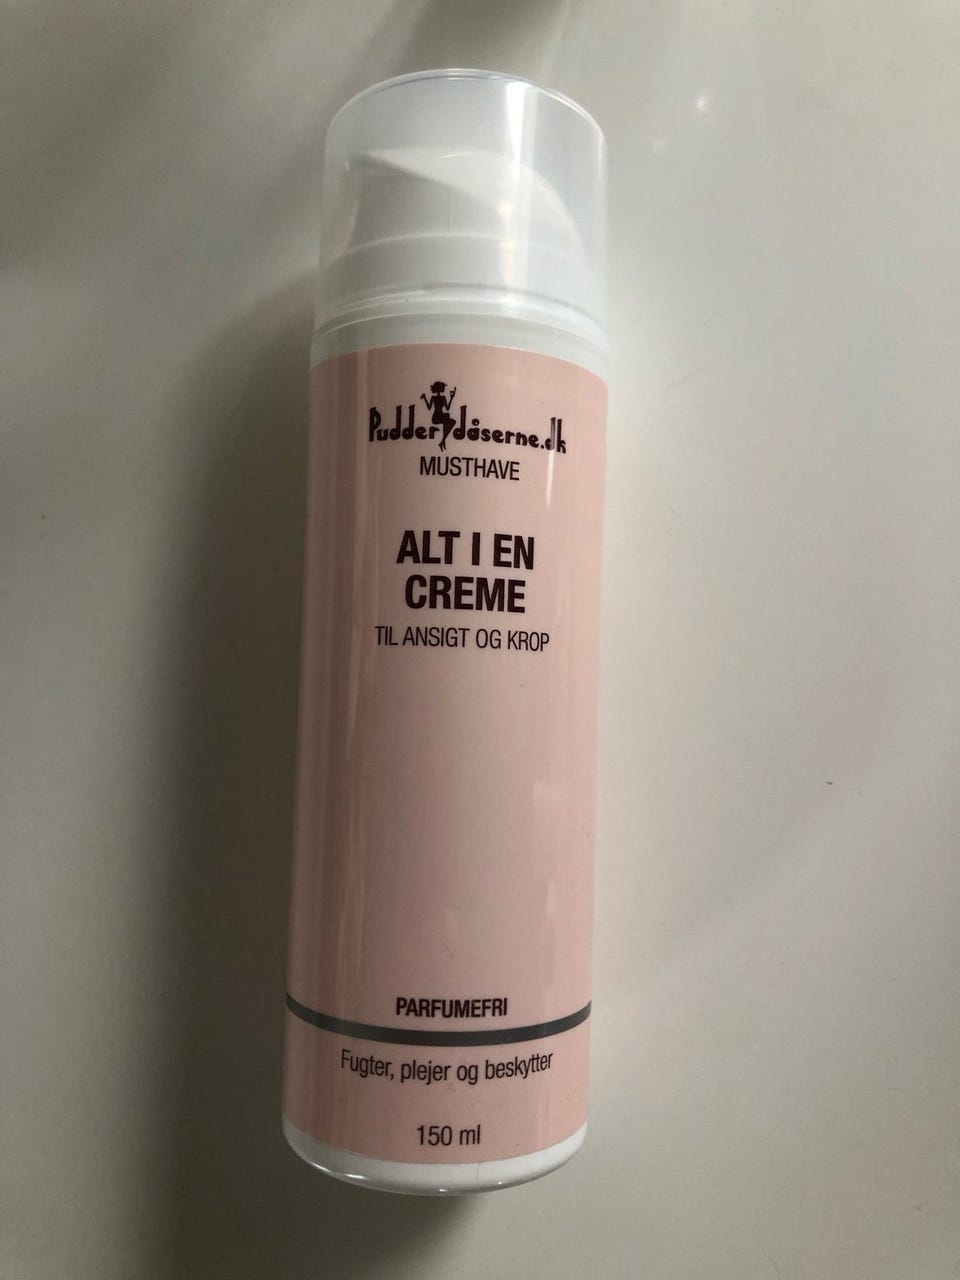 Pudderdåserne.dk
MUSTHAVE
ALT I EN
CREME
TIL ANSIGT OG KROP
PARFUMEFRI
Fugter, plejer og beskytter
150 ml